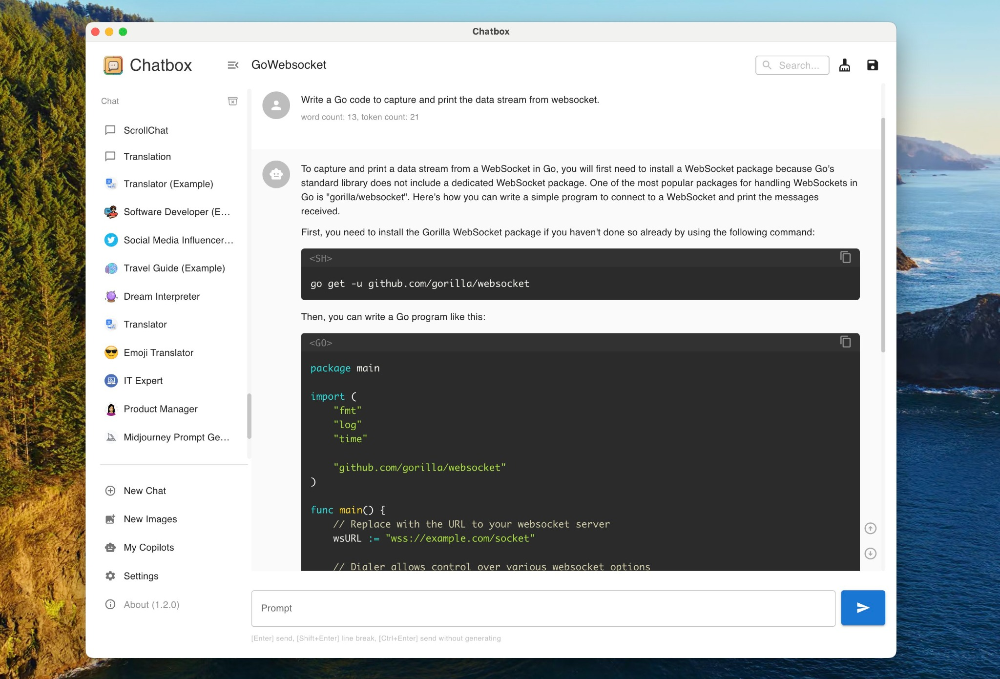 Chatbox
Chatbox
GoWebsocket
Search...
Chat
ScrollChat
Translation
Translator (Example)
Software Developer (E...
Social Media Influencer...
Travel Guide (Example)
Dream Interpreter
Translator
Emoji Translator
IT Expert
Product Manager
Midjourney Prompt Ge...
New Chat
New Images
My Copilots
Settings
About (1.2.0)
Write a Go code to capture and print the data stream from websocket.
word count: 13, token count: 21
To capture and print a data stream from a WebSocket in Go, you will first need to install a WebSocket package because Go's
standard library does not include a dedicated WebSocket package. One of the most popular packages for handling WebSockets in
Go is "gorilla/websocket". Here's how you can write a simple program to connect to a WebSocket and print the messages
received.
First, you need to install the Gorilla WebSocket package if you haven't done so already by using the following command:
<SH>
go get -u github.com/gorilla/websocket
Then, you can write a Go program like this:
<GO>
package main
import (
"fmt"
"log"
"time"
"github.com/gorilla/websocket"
)
func main() {
// Replace with the URL to your websocket server
wsURL := "wss://example.com/socket"
// Dialer allows control over various websocket options
Prompt
[Enter] send, [Shift+Enter] line break, [Ctrl+Enter] send without generating